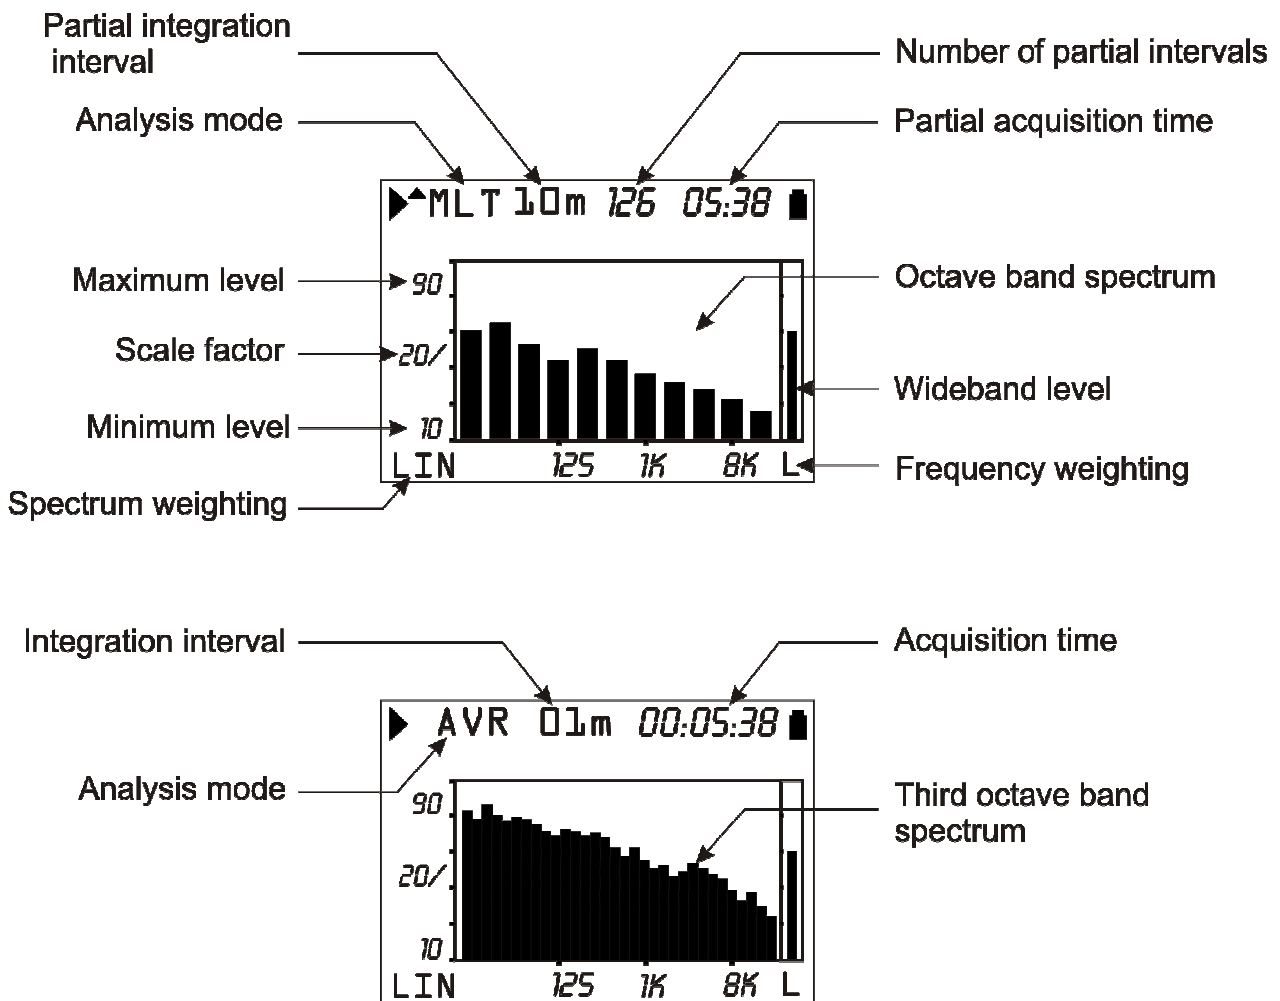 Partial integration
interval
Number of partial intervals
Analysis mode
Partial acquisition time
MLT 10m 126 05:38
Maximum level
90
Octave band spectrum
Scale factor
20/
Wideband level
Minimum level
10
LIN 125 1K 8K L
Frequency weighting
Spectrum weighting
Integration interval
Acquisition time
AVR 01m 00:05:38
Analysis mode
90
Third octave band
spectrum
20/
10
LIN 125 1K 8K L